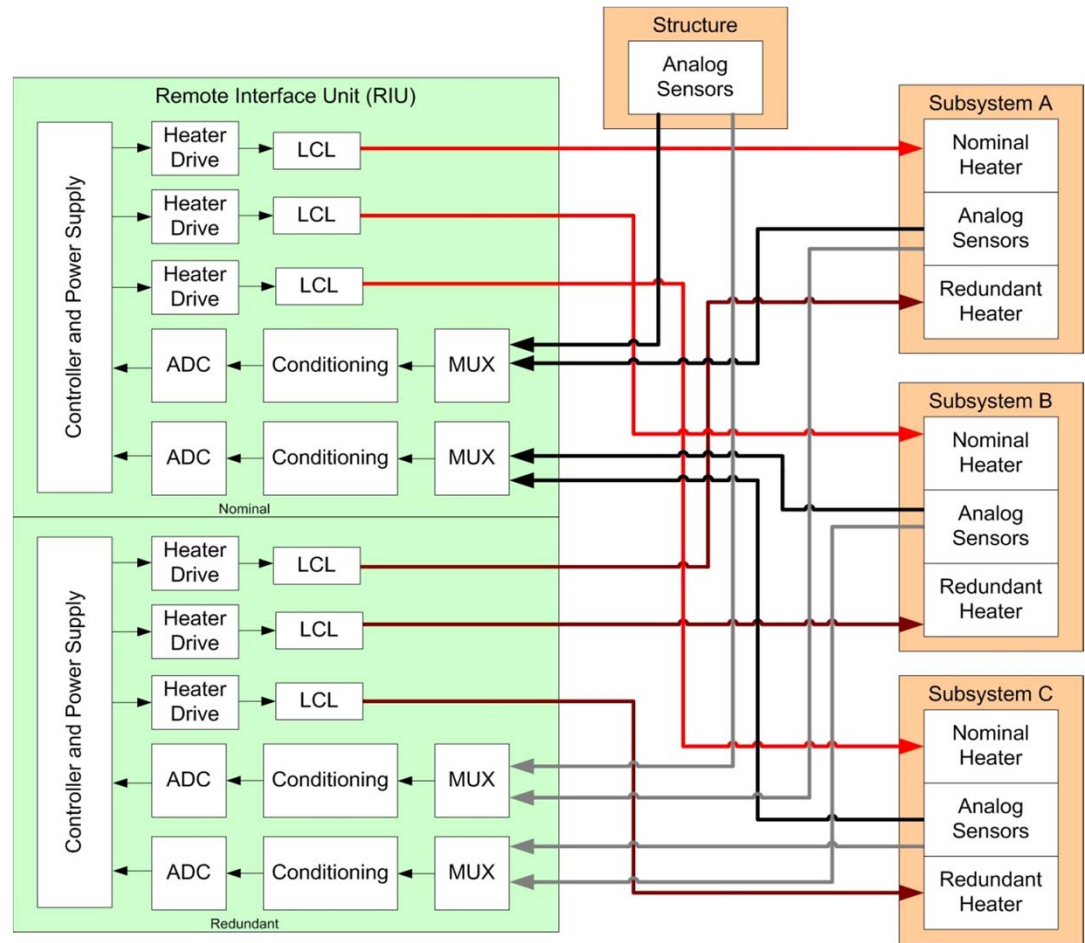 Structure
Analog
Sensors
Remote Interface Unit (RIU)
Controller and Power Supply
Heater
Drive
LCL
Heater
Drive
LCL
Heater
Drive
LCL
ADC
Conditioning
MUX
ADC
Conditioning
MUX
Nominal
Controller and Power Supply
Heater
Drive
LCL
Heater
Drive
LCL
Heater
Drive
LCL
ADC
Conditioning
MUX
ADC
Conditioning
MUX
Redundant
Subsystem A
Nominal
Heater
Analog
Sensors
Redundant
Heater
Subsystem B
Nominal
Heater
Analog
Sensors
Redundant
Heater
Subsystem C
Nominal
Heater
Analog
Sensors
Redundant
Heater